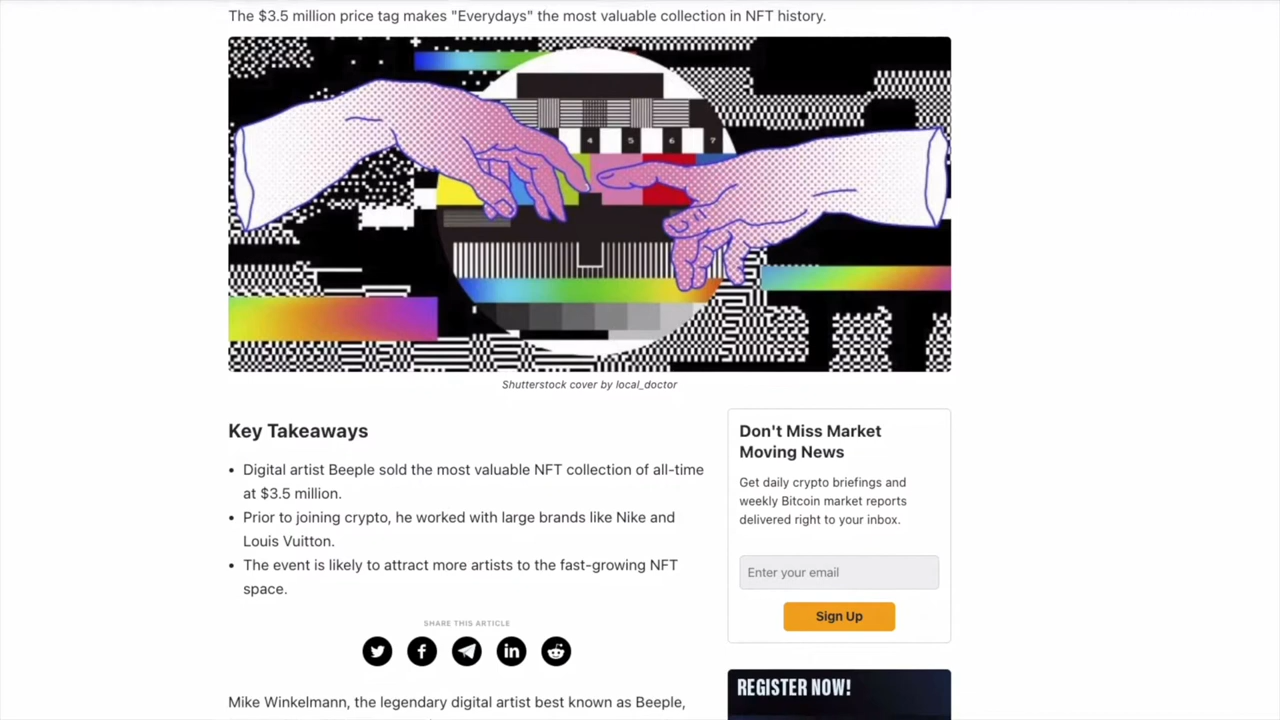 The $3.5 million price tag makes "Everydays" the most valuable collection in NFT history.
4 5 6 7
Shutterstock cover by local_doctor
Key Takeaways
• Digital artist Beeple sold the most valuable NFT collection of all-time
at $3.5 million.
• Prior to joining crypto, he worked with large brands like Nike and
Louis Vuitton.
• The event is likely to attract more artists to the fast-growing NFT
space.
SHARE THIS ARTICLE
f
in
Mike Winkelmann, the legendary digital artist best known as Beeple,
Don't Miss Market
Moving News
Get daily crypto briefings and
weekly Bitcoin market reports
delivered right to your inbox.
Enter your email
Sign Up
REGISTER NOW!